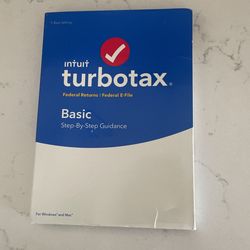 intuit
turbotax®
Federal Returns | Federal E-File
Basic
Step-By-Step Guidance
For Windows® and Mac®